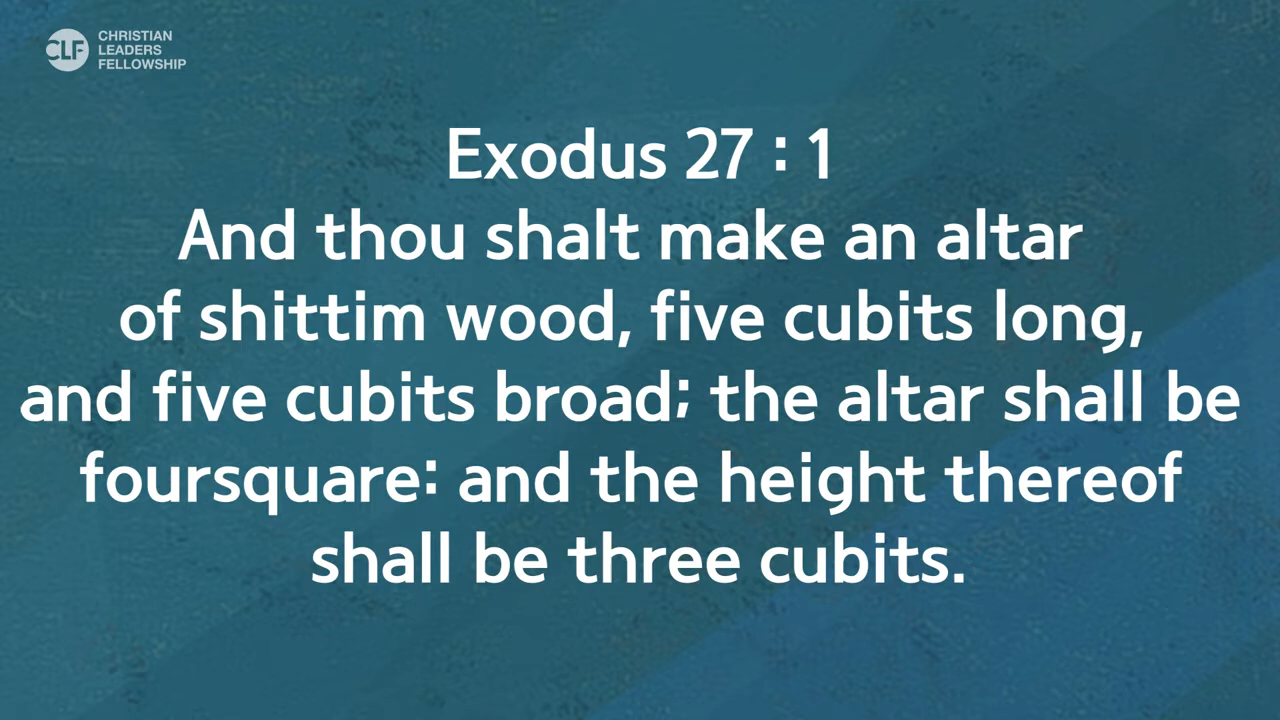 CLF
CHRISTIAN
LEADERS
FELLOWSHIP
Exodus 27 : 1
And thou shalt make an altar
of shittim wood, five cubits long,
and five cubits broad; the altar shall be
foursquare: and the height thereof
shall be three cubits.